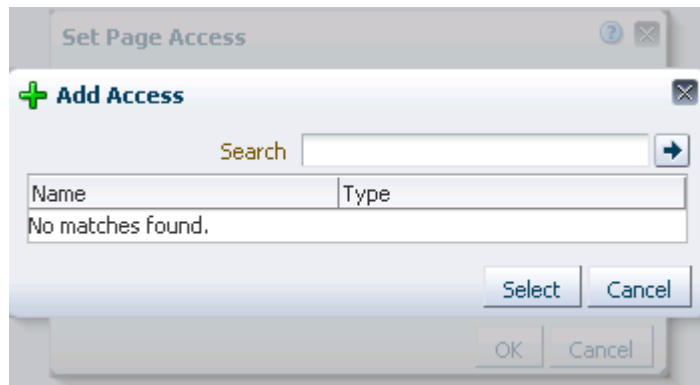 Set Page Access
Add Access
Search
Name Type
No matches found.
Select Cancel
OK Cancel